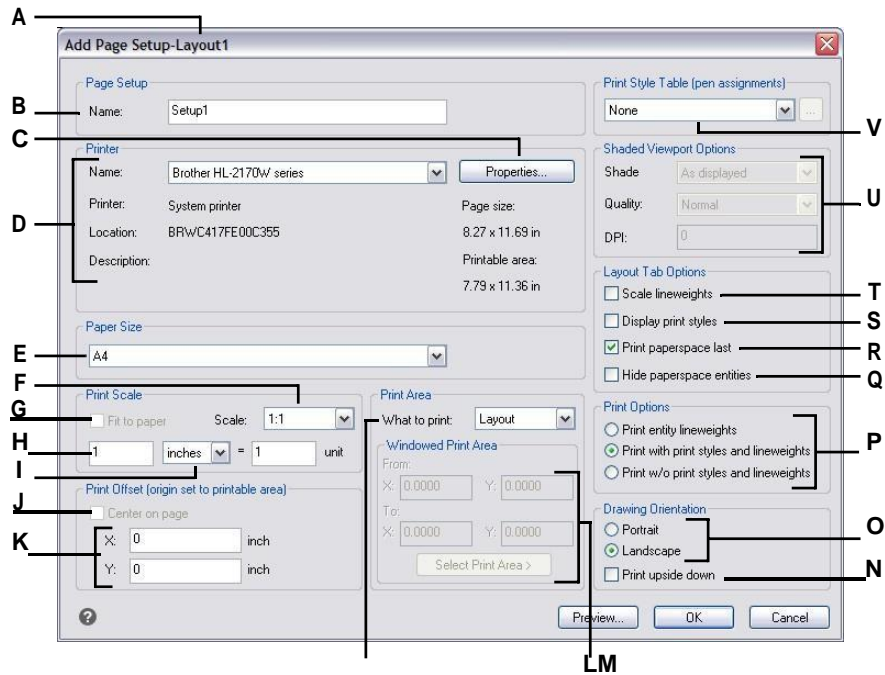 A
Add Page Setup-Layout1
Page Setup
Name: Setup1
B
C
Printer
Name: Brother HL-2170W series
Properties...
Printer: System printer
Page size:
D
Location: BRWC417FE00C355
8.27 x 11.69 in
Description:
Printable area:
7.79 x 11.36 in
Paper Size
E
A4
F
Print Scale
G
Fit to paper
Scale: 1:1
H
1 inches = 1 unit
I
Print Offset (origin set to printable area)
J
Center on page
K
X: 0 inch
Y: 0 inch
Print Area
What to print: Layout
Windowed Print Area
From:
X: 0.0000 Y: 0.0000
To:
X: 0.0000 Y: 0.0000
Select Print Area >
LM
Print Style Table (pen assignments)
None
...
V
Shaded Viewport Options
Shade As displayed
U
Quality: Normal
DPI: 0
Layout Tab Options
Scale lineweights
T
Display print styles
S
Print paperspace last
R
Hide paperspace entities
Q
Print Options
Print entity lineweights
Print with print styles and lineweights
P
Print w/o print styles and lineweights
Drawing Orientation
Portrait
O
Landscape
Print upside down
N
?
Preview...
OK
Cancel